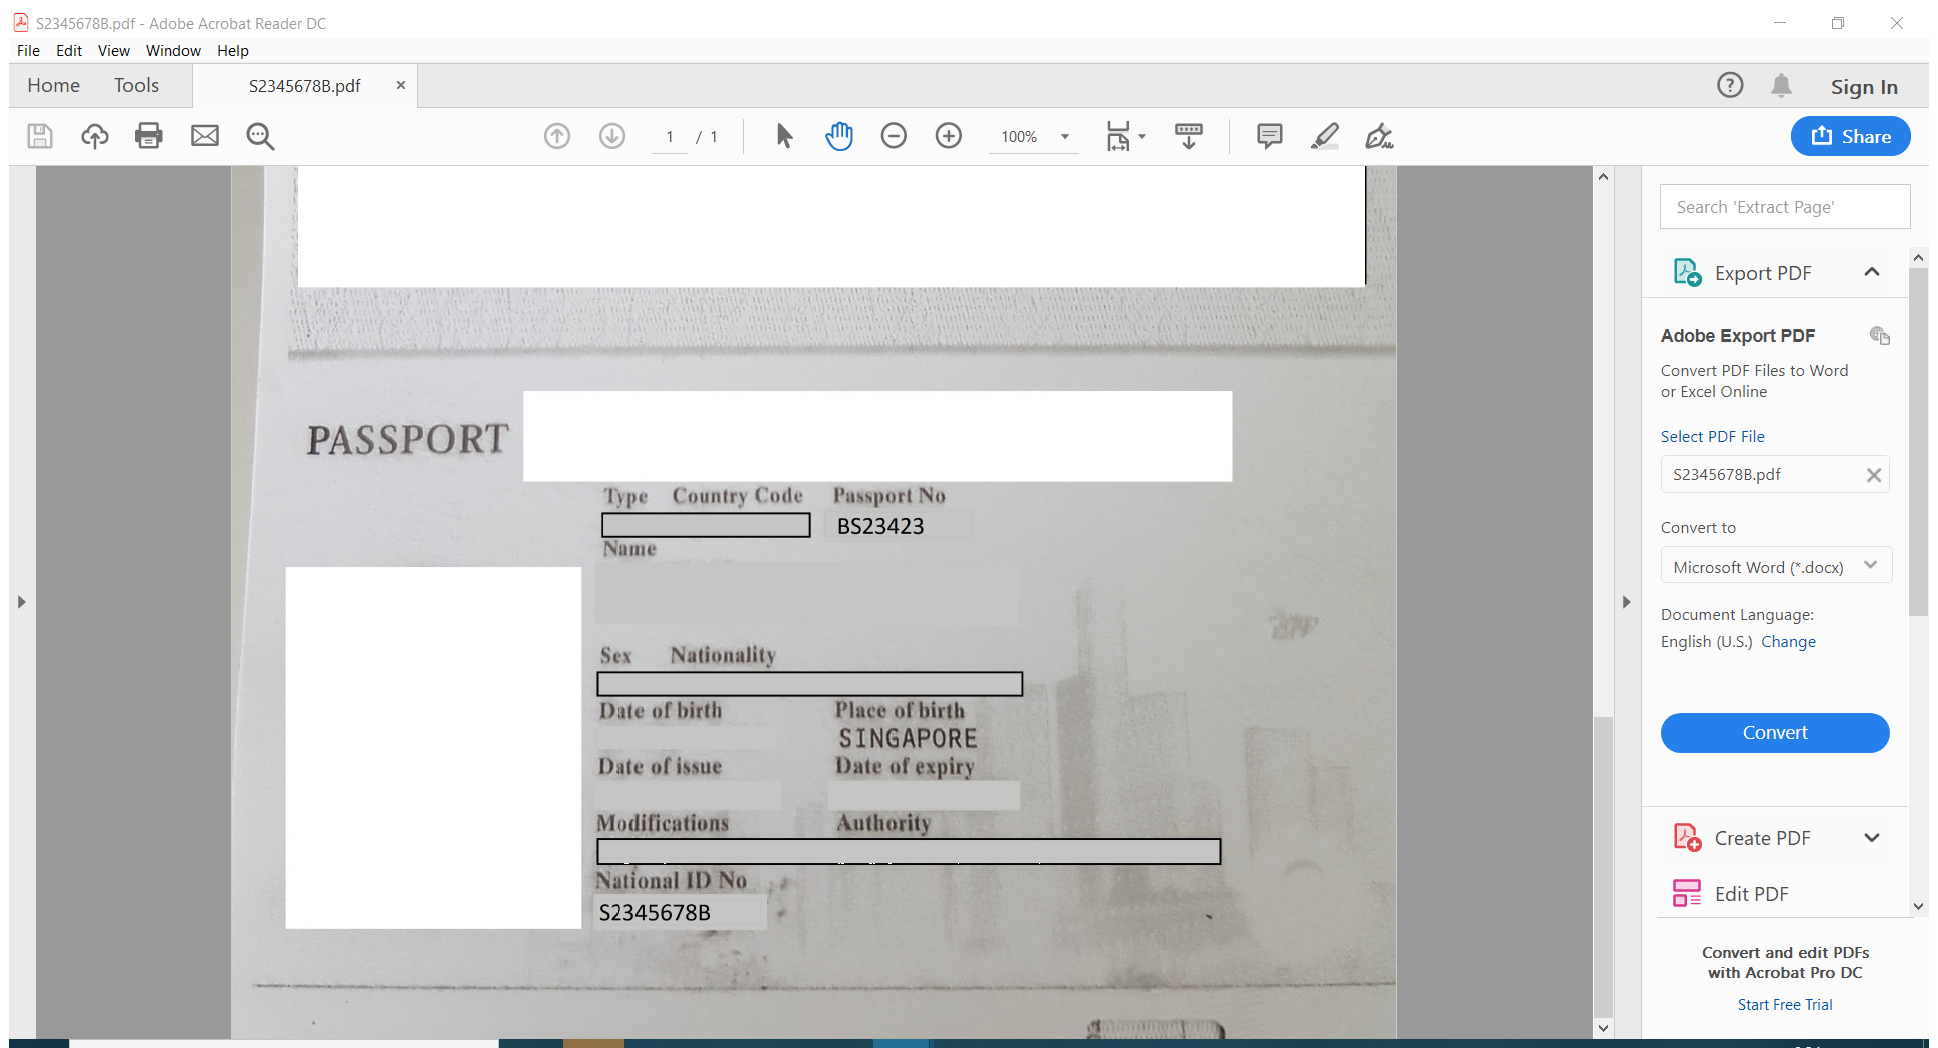 S2345678B.pdf - Adobe Acrobat Reader DC
File Edit View Window Help
Home Tools S2345678B.pdf × Sign In
1 / 1 100% Share
Search 'Extract Page'
Export PDF
Adobe Export PDF
Convert PDF Files to Word
or Excel Online
Select PDF File
S2345678B.pdf
Convert to
Microsoft Word (*.docx)
Document Language:
English (U.S.) Change
Convert
Create PDF
Edit PDF
Convert and edit PDFs
with Acrobat Pro DC
Start Free Trial
PASSPORT
Type Country Code Passport No
BS23423
Name
Sex Nationality
Date of birth Place of birth
SINGAPORE
Date of issue Date of expiry
Modifications Authority
National ID No
S2345678B